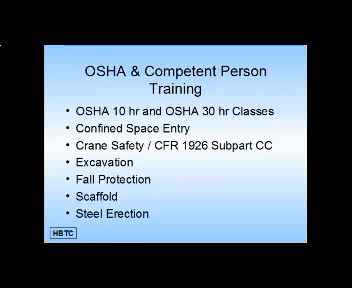 OSHA & Competent Person
Training
• OSHA 10 hr and OSHA 30 hr Classes
• Confined Space Entry
• Crane Safety / CFR 1926 Subpart CC
• Excavation
• Fall Protection
• Scaffold
• Steel Erection
HBTC